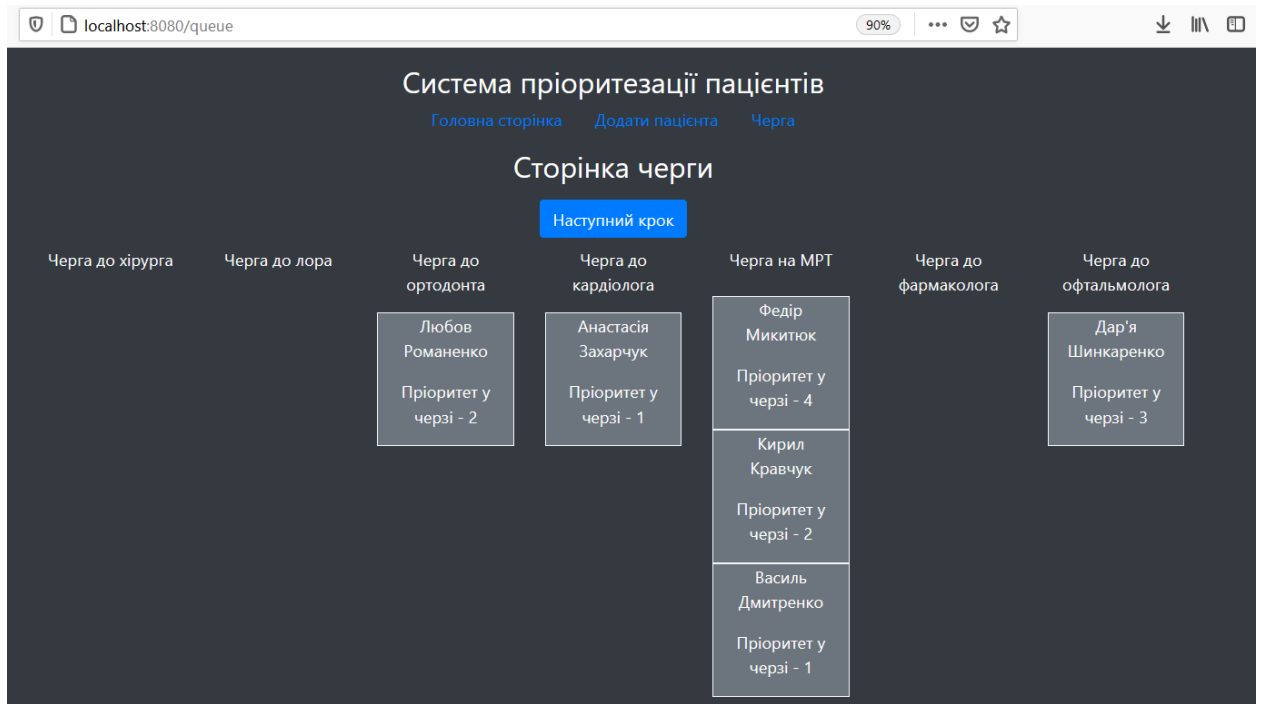 localhost:8080/queue
90%
Система пріоритезації пацієнтів
Головна сторінка Додати пацієнта Черга
Сторінка черги
Наступний крок
Черга до хірурга
Черга до лора
Черга до
ортодонта
Любов
Романенко
Пріоритет у
черзі - 2
Черга до
кардіолога
Анастасія
Захарчук
Пріоритет у
черзі - 1
Черга на МРТ
Федір
Микитюк
Пріоритет у
черзі - 4
Кирил
Кравчук
Пріоритет у
черзі - 2
Василь
Дмитренко
Пріоритет у
черзі - 1
Черга до
фармаколога
Черга до
офтальмолога
Дар'я
Шинкаренко
Пріоритет у
черзі - 3